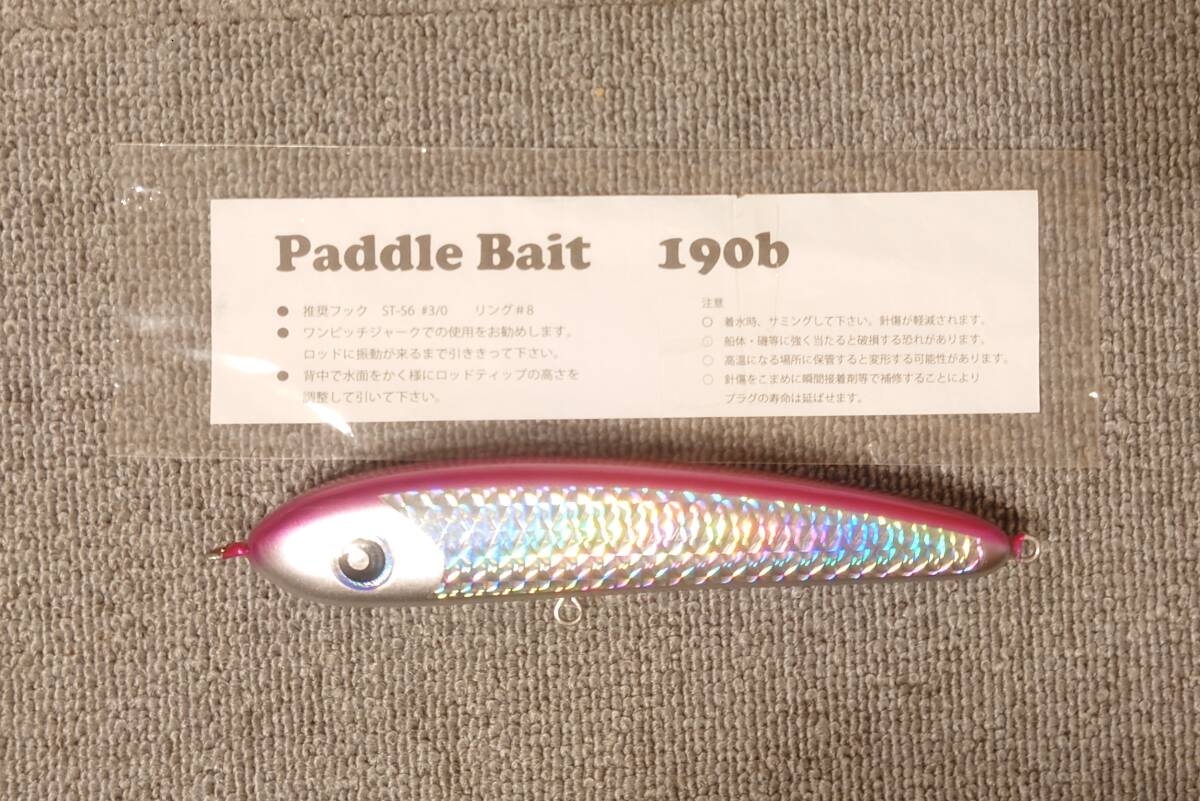 Paddle Bait 190b
● 推奨フック ST-56 #3/0 リング#8
● ワンピッチジャークでの使用をお勧めします。
ロッドに振動が来るまで引ききって下さい。
● 背中で水面をかく様にロッドティップの高さを
調整して引いて下さい。
注意
○ 着水時、サミングして下さい。針傷が軽減されます。
○ 船体・磯等に強く当たると破損する恐れがあります。
○ 高温になる場所に保管すると変形する可能性があります。
○ 針傷をこまめに瞬間接着剤等で補修することにより
プラグの寿命は延ばせます。